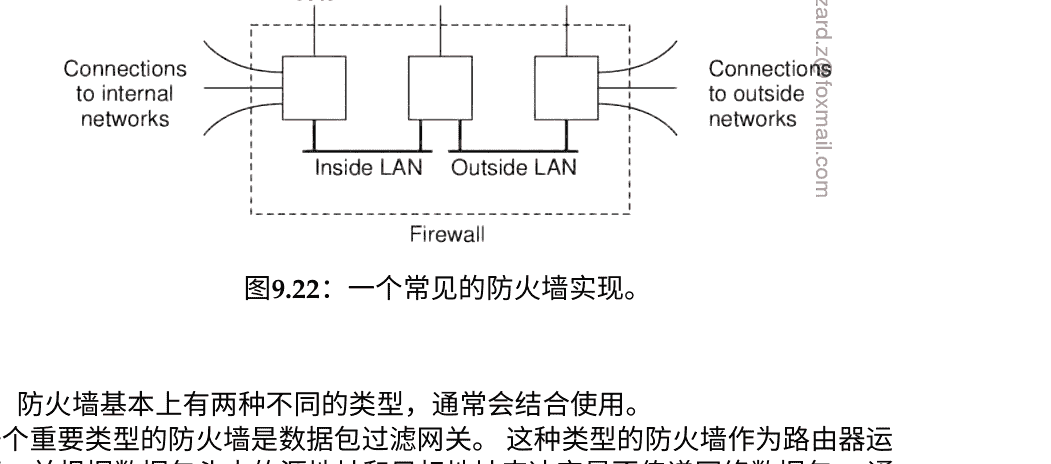 Connections
to internal
networks
Connections
to outside
networks
Inside LAN
Outside LAN
Firewall
zard.z@foxmail.com
图9.22：一个常见的防火墙实现。
防火墙基本上有两种不同的类型，通常会结合使用。
个重要类型的防火墙是数据包过滤网关。 这种类型的防火墙作为路由器运